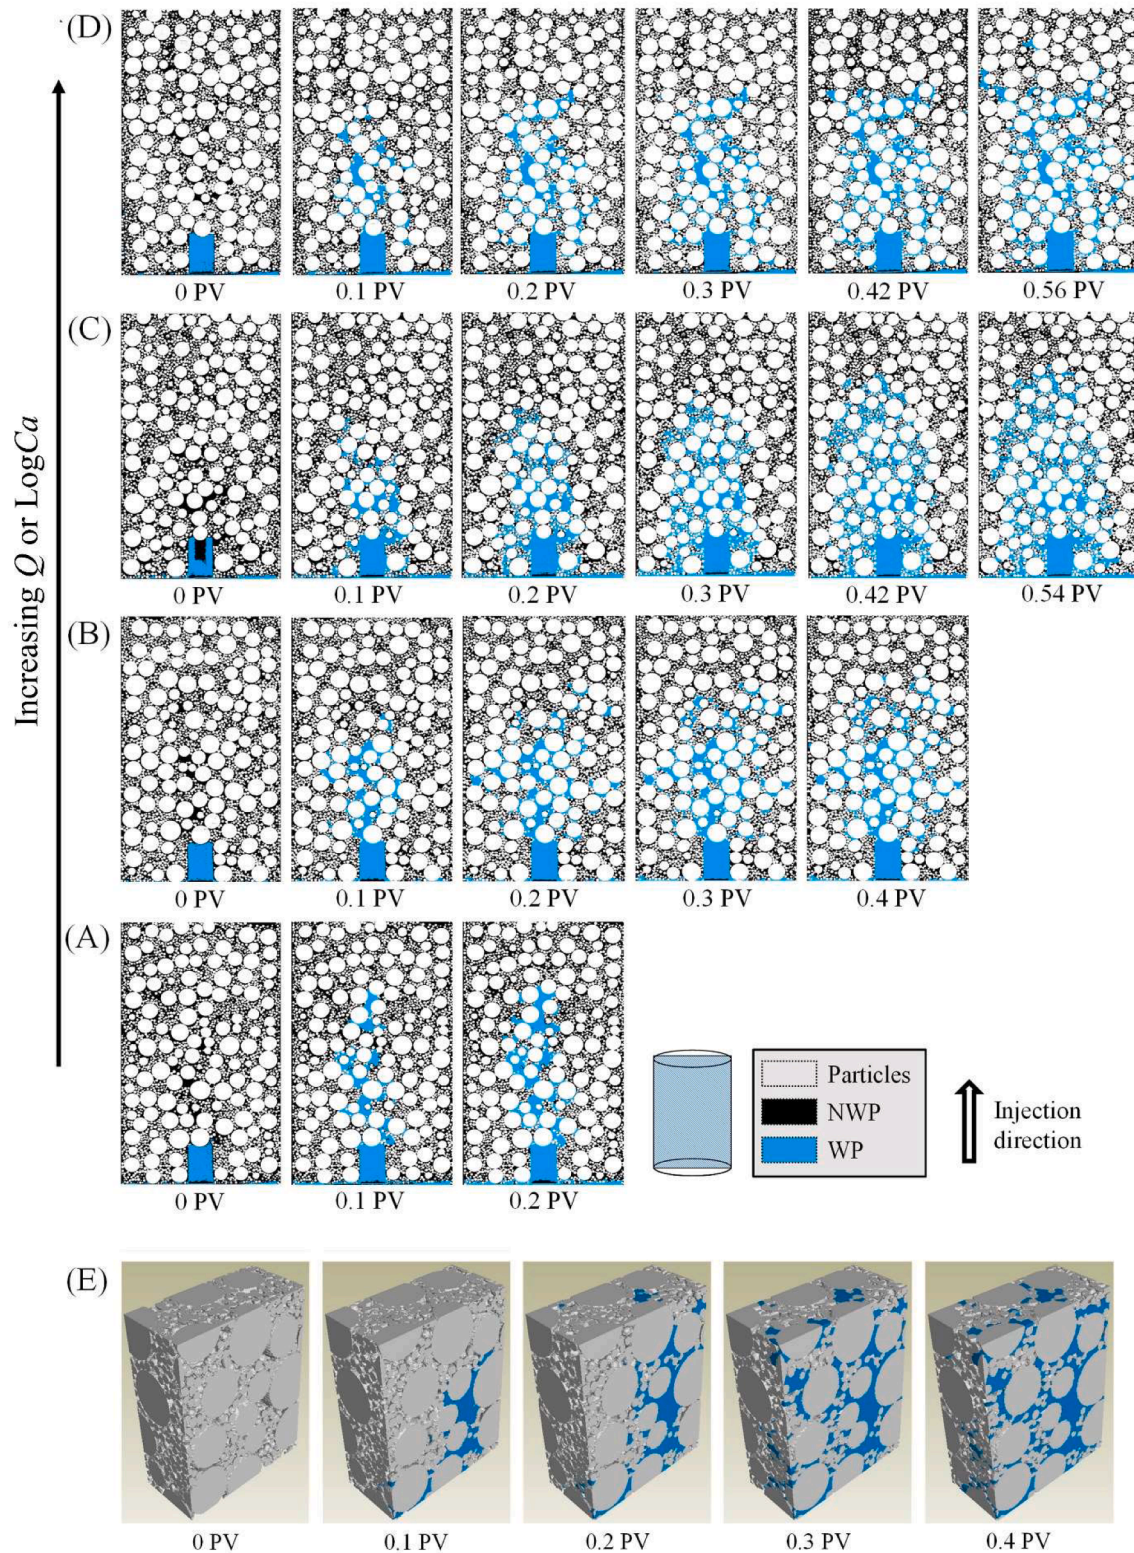 (D)
0 PV 0.1 PV 0.2 PV 0.3 PV 0.42 PV 0.56 PV
(C)
0 PV 0.1 PV 0.2 PV 0.3 PV 0.42 PV 0.54 PV
Increasing Q or LogCa
(B)
0 PV 0.1 PV 0.2 PV 0.3 PV 0.4 PV
(A)
0 PV 0.1 PV 0.2 PV
Particles
NWP
WP
Injection
direction
(E)
0 PV 0.1 PV 0.2 PV 0.3 PV 0.4 PV